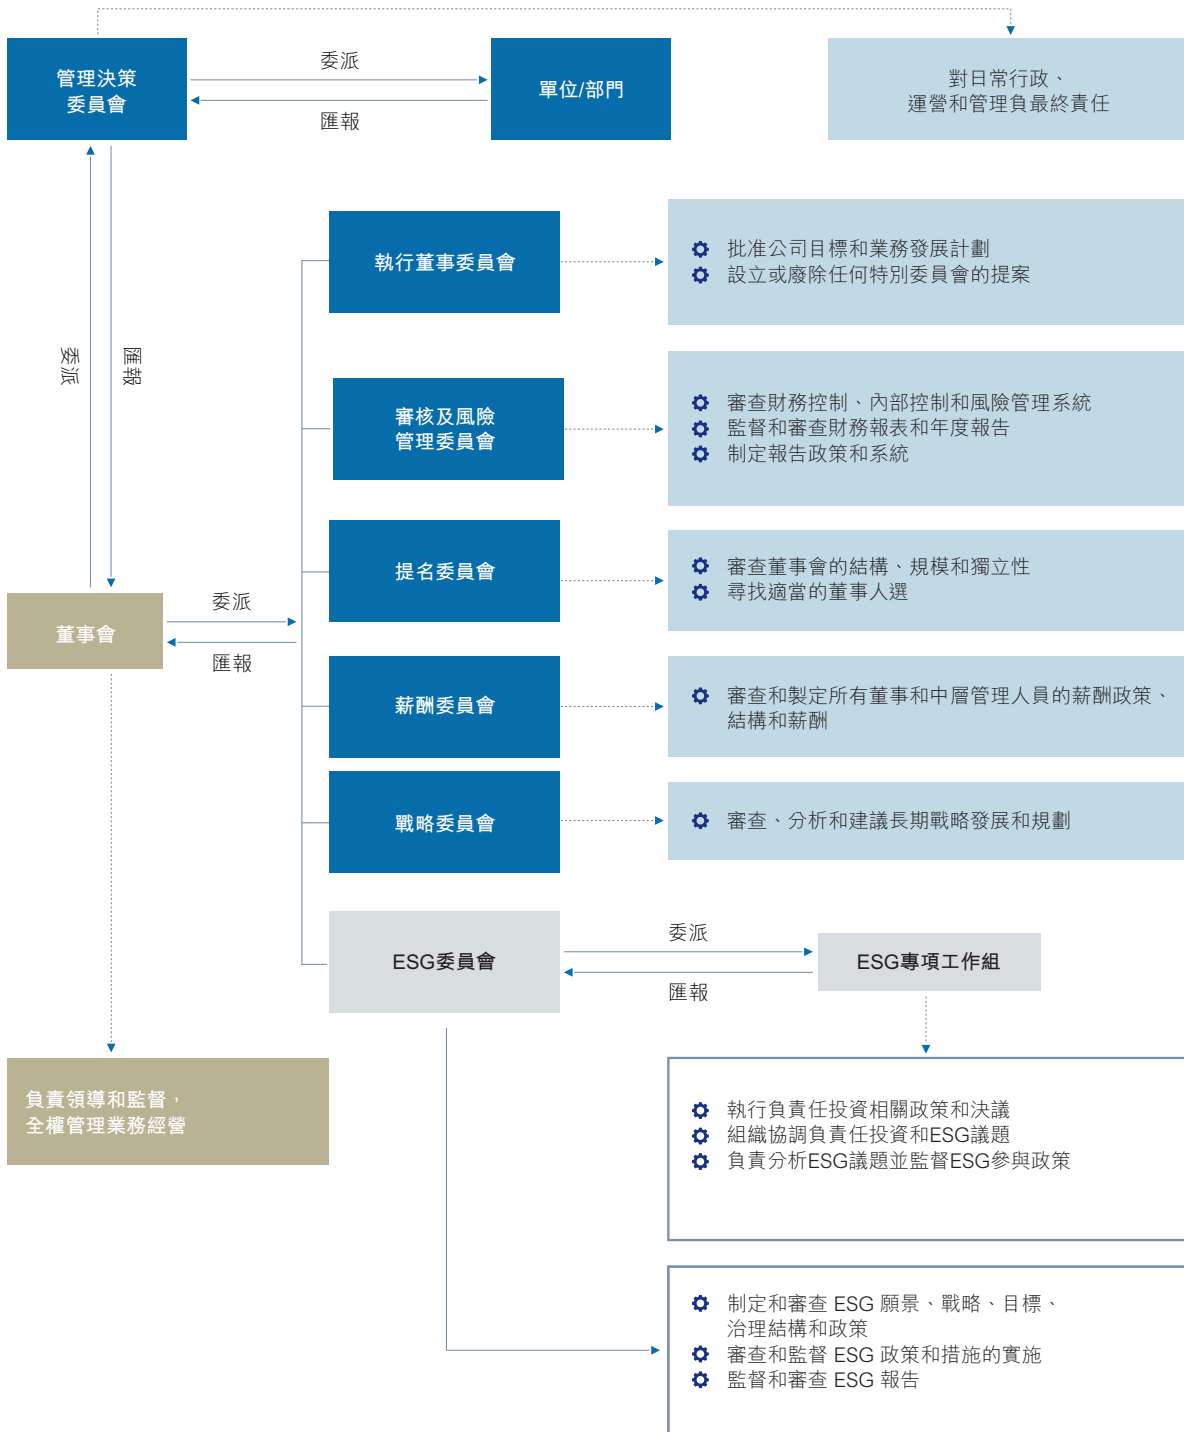 管理決策
委員會
委派
匯報
單位/部門
對日常行政、
運營和管理負最終責任
委派
匯報
執行董事委員會
批准公司目標和業務發展計劃
設立或廢除任何特別委員會的提案
審核及風險
管理委員會
審查財務控制、內部控制和風險管理系統
監督和審查財務報表和年度報告
制定報告政策和系統
提名委員會
審查董事會的結構、規模和獨立性
尋找適當的董事人選
董事會
委派
匯報
薪酬委員會
審查和製定所有董事和中層管理人員的薪酬政策、
結構和薪酬
戰略委員會
審查、分析和建議長期戰略發展和規劃
ESG委員會
委派
匯報
ESG專項工作組
負責領導和監督，
全權管理業務經營
執行負責任投資相關政策和決議
組織協調負責任投資和ESG議題
負責分析ESG議題並監督ESG參與政策
制定和審查 ESG 願景、戰略、目標、
治理結構和政策
審查和監督 ESG 政策和措施的實施
監督和審查 ESG 報告